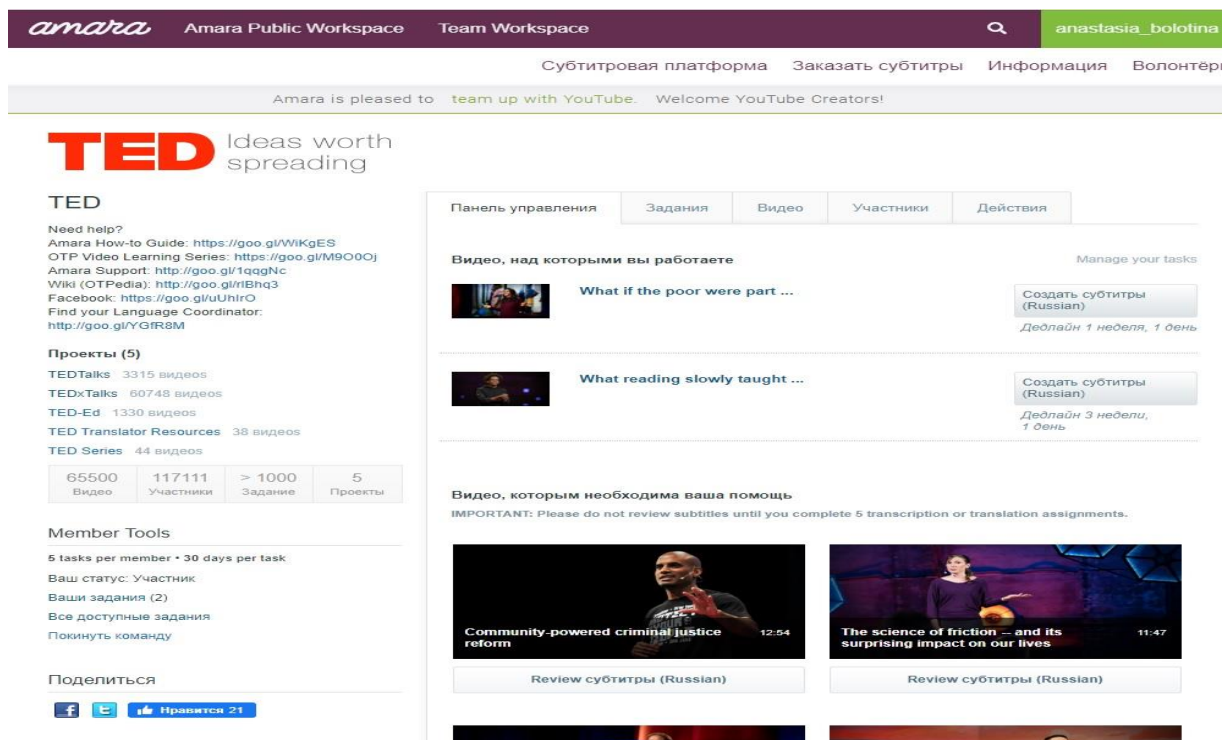 amara Amara Public Workspace Team Workspace anastasia_bolotina
Субтитровая платформа Заказать субтитры Информация Волонтёр
Amara is pleased to team up with YouTube. Welcome YouTube Creators!
TED Ideas worth
spreading
TED
Need help?
Amara How-to Guide: https://goo.gl/WiKgES
OTP Video Learning Series: https://goo.gl/M9O0Oj
Amara Support: http://goo.gl/1qqgNc
Wiki (OTPedia): http://goo.gl/rIBhq3
Facebook: https://goo.gl/uUhIrO
Find your Language Coordinator:
http://goo.gl/YGfR8M
Проекты (5)
TEDTalks 3315 видеоs
TEDxTalks 60748 видеоs
TED-Ed 1330 видеоs
TED Translator Resources 38 видеоs
TED Series 44 видеоs
65500 117111 > 1000 5
Видео Участники Задание Проекты
Member Tools
5 tasks per member • 30 days per task
Ваш статус: Участник
Ваши задания (2)
Все доступные задания
Покинуть команду
Поделиться
Нравится 21
Панель управления Задания Видео Участники Действия
Видео, над которыми вы работаете Manage your tasks
What if the poor were part ...
Создать субтитры
(Russian)
Дедлайн 1 неделя, 1 день
What reading slowly taught ...
Создать субтитры
(Russian)
Дедлайн 3 недели,
1 день
Видео, которым необходима ваша помощь
IMPORTANT: Please do not review subtitles until you complete 5 transcription or translation assignments.
Community-powered criminal justice
reform 12:54
Review субтитры (Russian)
The science of friction – and its
surprising impact on our lives 11:47
Review субтитры (Russian)